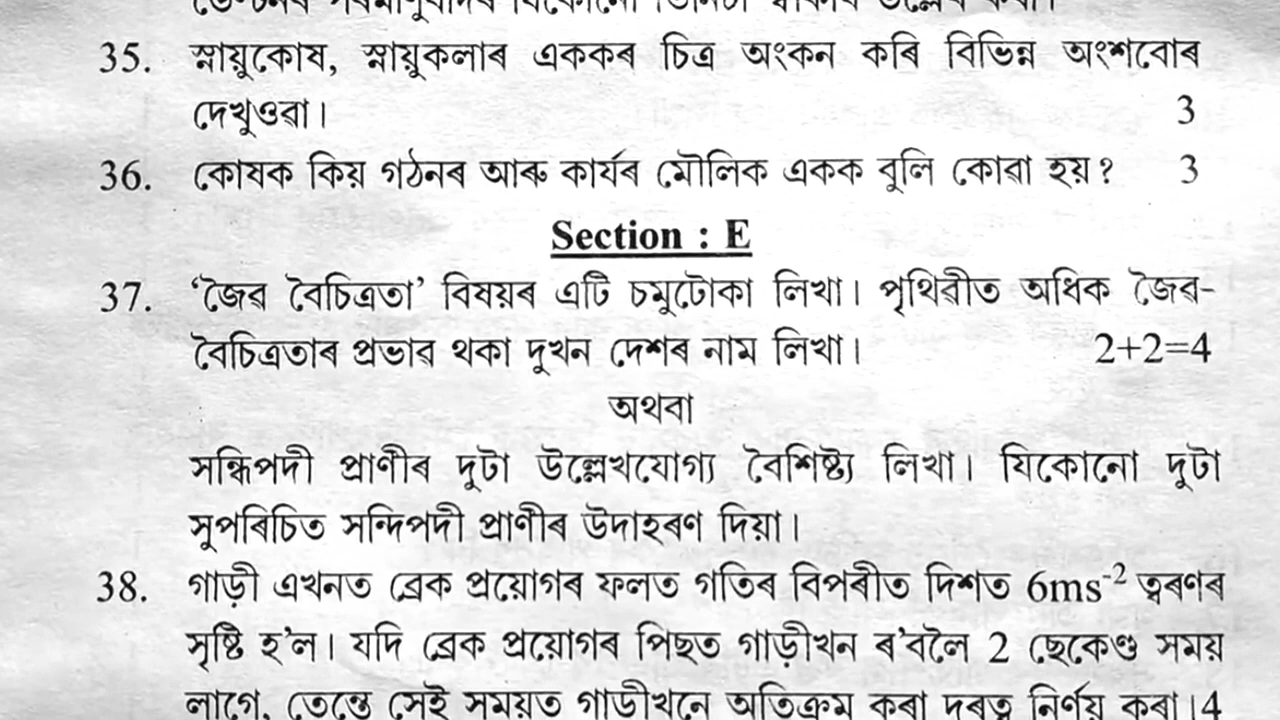 35. স্নায়ুকোষ, স্নায়ুকলাৰ এককৰ চিত্ৰ অংকন কৰি বিভিন্ন অংশবোৰ
দেখুওৱা। 3
36. কোষক কিয় গঠনৰ আৰু কাৰ্যৰ মৌলিক একক বুলি কোৱা হয়? 3
Section : E
37. ‘জৈৱ বৈচিত্ৰতা’ বিষয়ৰ এটি চমুটোকা লিখা। পৃথিৱীত অধিক জৈৱ-
বৈচিত্ৰতাৰ প্ৰভাৱ থকা দুখন দেশৰ নাম লিখা। 2+2=4
অথবা
সন্ধিপদী প্ৰাণীৰ দুটা উল্লেখযোগ্য বৈশিষ্ট্য লিখা। যিকোনো দুটা
সুপৰিচিত সন্দিপদী প্ৰাণীৰ উদাহৰণ দিয়া।
38. গাড়ী এখনত ব্ৰেক প্ৰয়োগৰ ফলত গতিৰ বিপৰীত দিশত 6ms⁻² ত্বৰণৰ
সৃষ্টি হ’ল। যদি ব্ৰেক প্ৰয়োগৰ পিছত গাড়ীখন ৰ’বলৈ 2 ছেকেণ্ড সময়
লাগে, তেন্তে সেই সময়ত গাড়ীখনে অতিক্ৰম কৰা দূৰত্ব নিৰ্ণয় কৰা।4